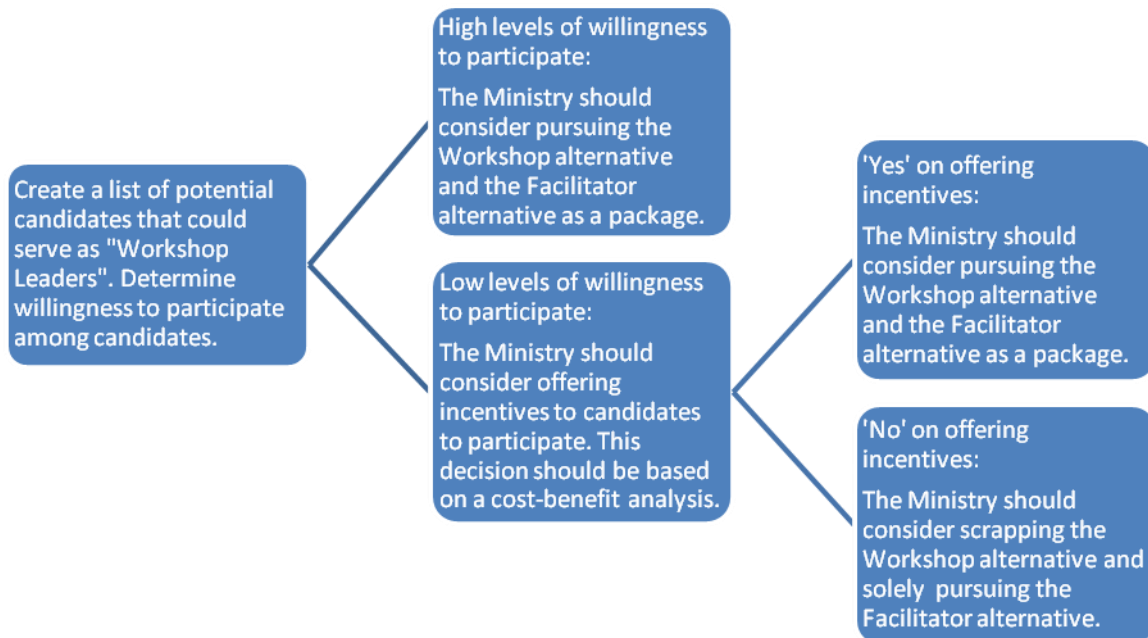 Create a list of potential
candidates that could
serve as "Workshop
Leaders". Determine
willingness to participate
among candidates.
High levels of willingness
to participate:
The Ministry should
consider pursuing the
Workshop alternative
and the Facilitator
alternative as a package.
Low levels of willingness
to participate:
The Ministry should
consider offering
incentives to candidates
to participate. This
decision should be based
on a cost-benefit analysis.
'Yes' on offering
incentives:
The Ministry should
consider pursuing the
Workshop alternative
and the Facilitator
alternative as a package.
'No' on offering
incentives:
The Ministry should
consider scrapping the
Workshop alternative and
solely pursuing the
Facilitator alternative.